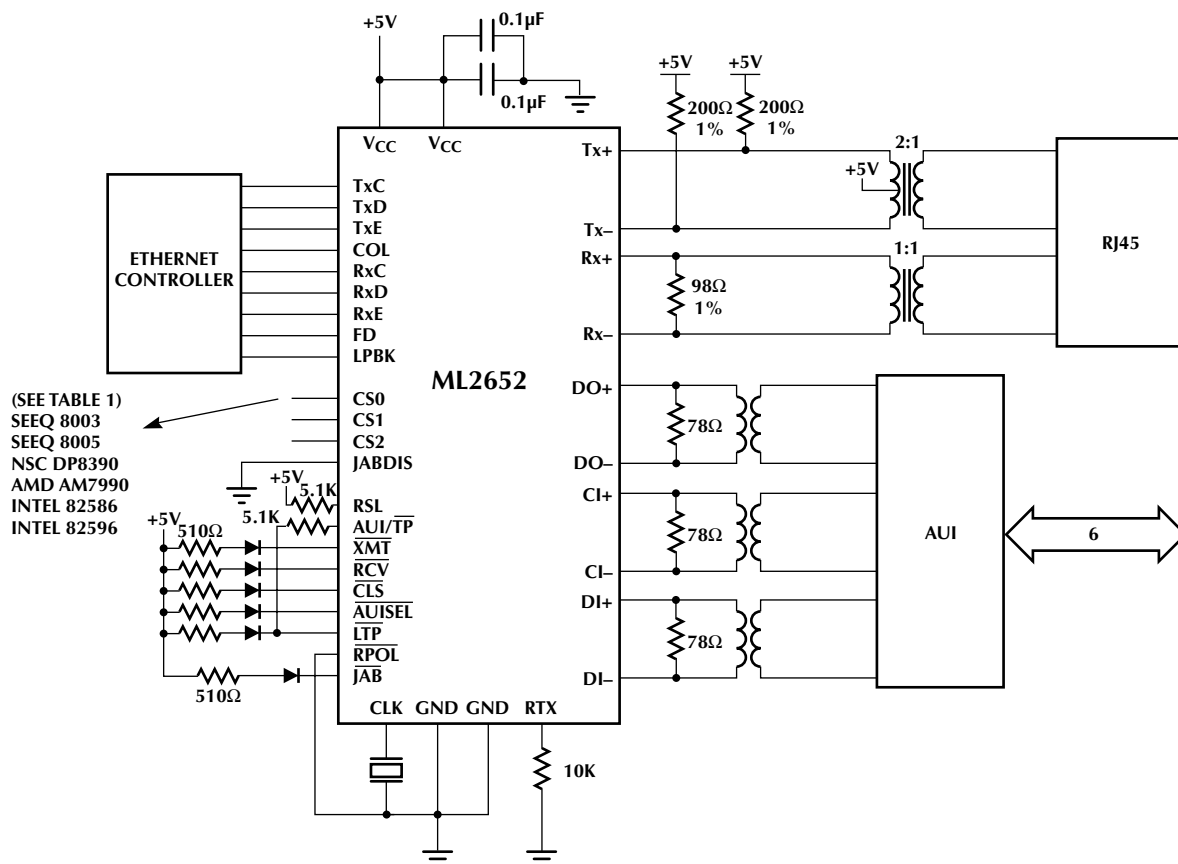 +5V
0.1µF
0.1µF
+5V
+5V
200Ω
1%
200Ω
1%
VCC
VCC
Tx+
2:1
+5V
Tx–
Rx+
1:1
98Ω
1%
Rx–
RJ45
ETHERNET
CONTROLLER
TxC
TxD
TxE
COL
RxC
RxD
RxE
FD
LPBK
ML2652
(SEE TABLE 1)
SEEQ 8003
SEEQ 8005
NSC DP8390
AMD AM7990
INTEL 82586
INTEL 82596
CS0
CS1
CS2
JABDIS
+5V
5.1K
RSL
5.1K
AUI/TP
+5V
510Ω
XMT
RCV
CLS
AUISEL
LTP
RPOL
JAB
510Ω
DO+
78Ω
DO–
CI+
78Ω
CI–
DI+
78Ω
DI–
AUI
6
CLK
GND
GND
RTX
10K